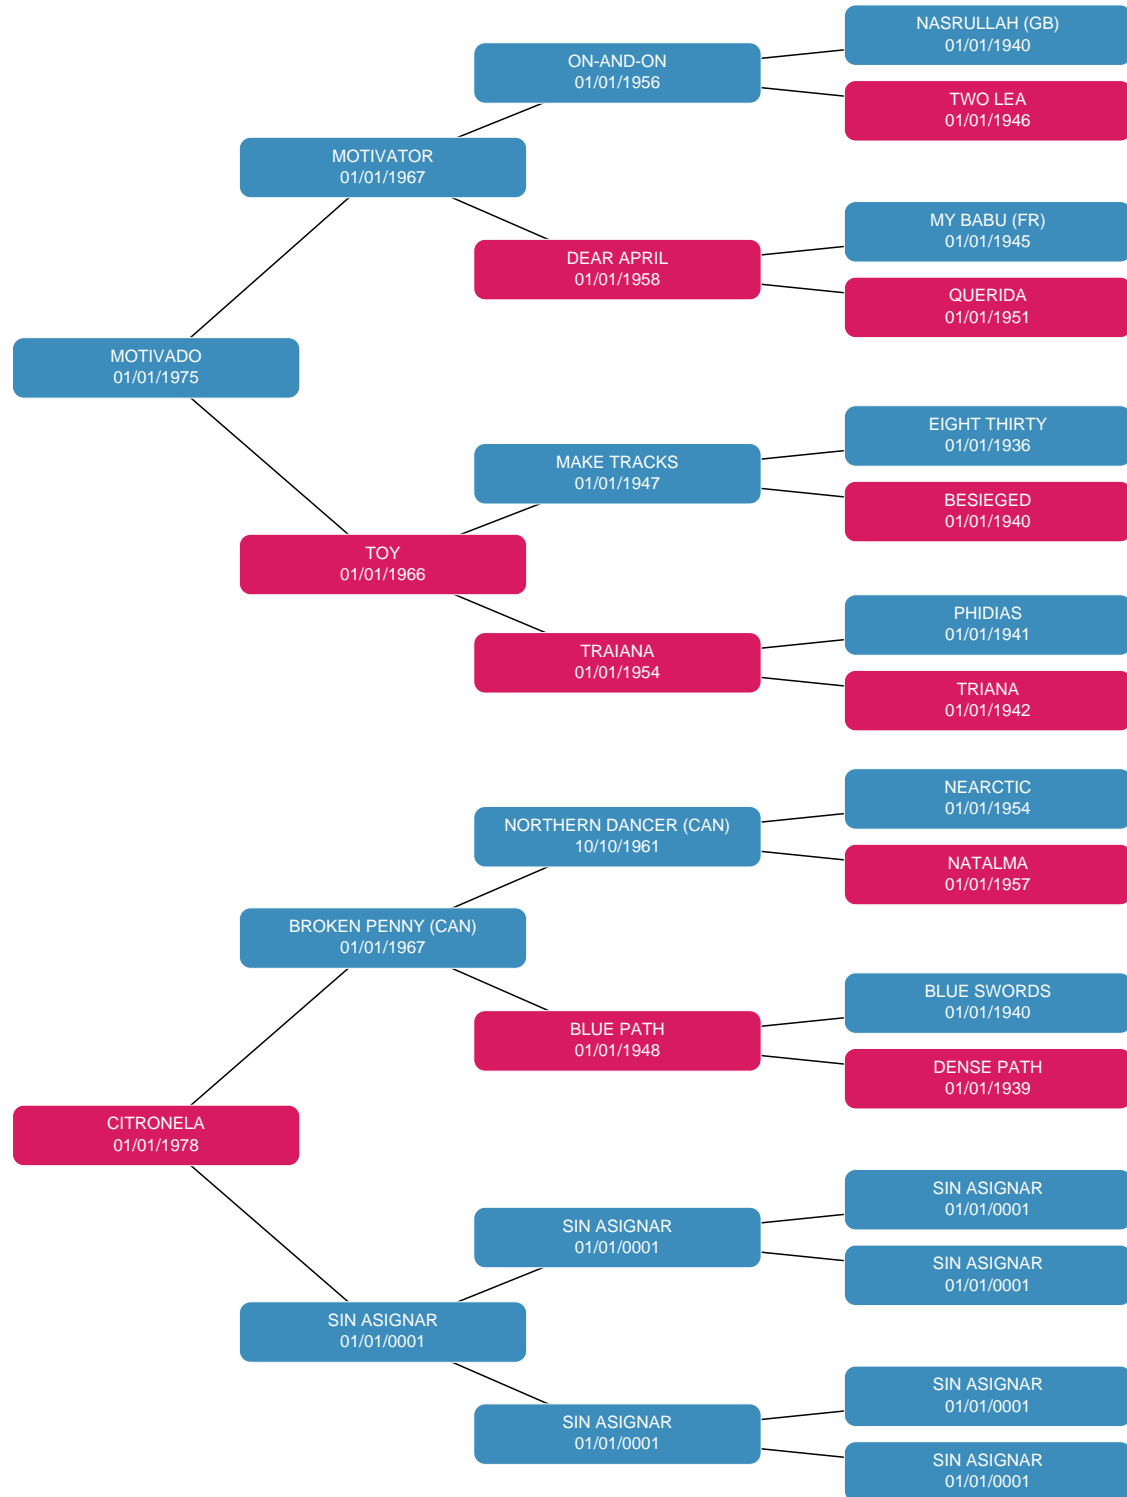 NASRULLAH (GB)
01/01/1940
ON-AND-ON
01/01/1956
TWO LEA
01/01/1946
MOTIVATOR
01/01/1967
MY BABU (FR)
01/01/1945
DEAR APRIL
01/01/1958
QUERIDA
01/01/1951
MOTIVADO
01/01/1975
EIGHT THIRTY
01/01/1936
MAKE TRACKS
01/01/1947
BESIEGED
01/01/1940
TOY
01/01/1966
PHIDIAS
01/01/1941
TRAIANA
01/01/1954
TRIANA
01/01/1942
NEARCTIC
01/01/1954
NORTHERN DANCER (CAN)
10/10/1961
NATALMA
01/01/1957
BROKEN PENNY (CAN)
01/01/1967
BLUE SWORDS
01/01/1940
BLUE PATH
01/01/1948
DENSE PATH
01/01/1939
CITRONELA
01/01/1978
SIN ASIGNAR
01/01/0001
SIN ASIGNAR
01/01/0001
SIN ASIGNAR
01/01/0001
SIN ASIGNAR
01/01/0001
SIN ASIGNAR
01/01/0001
SIN ASIGNAR
01/01/0001
SIN ASIGNAR
01/01/0001